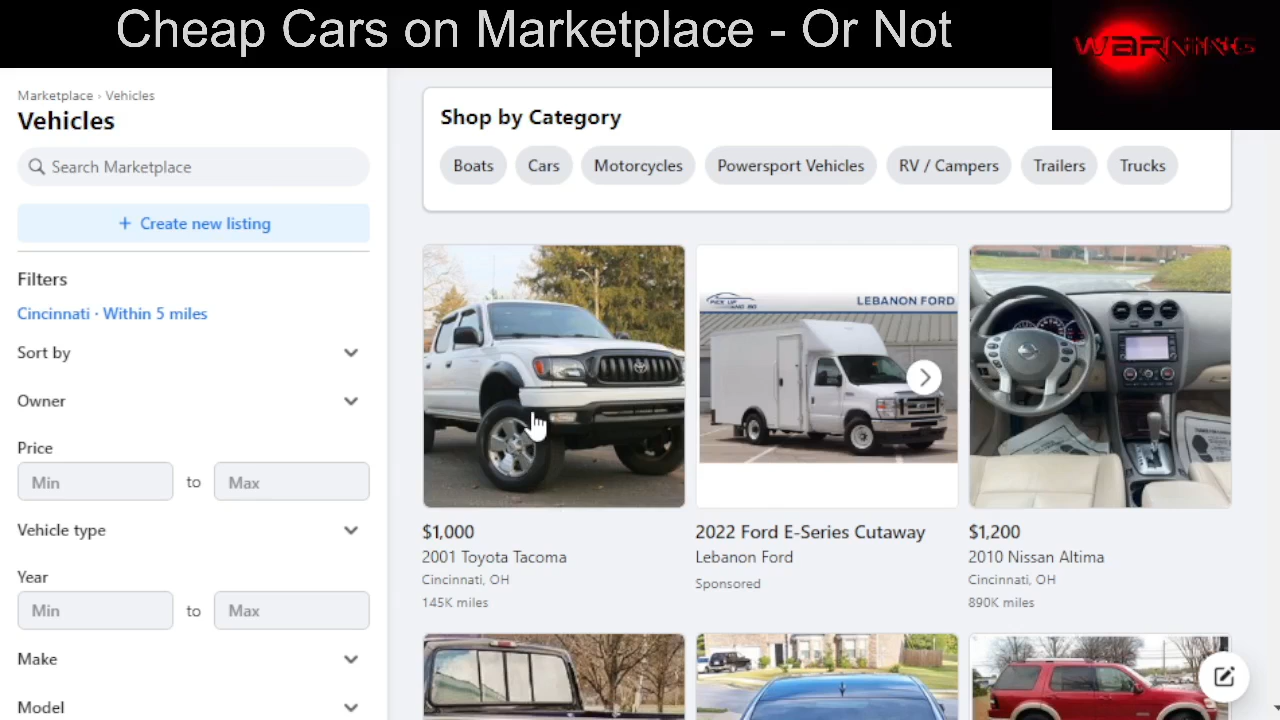 Cheap Cars on Marketplace - Or Not
WARNING
Marketplace › Vehicles
Vehicles
Search Marketplace
+ Create new listing
Filters
Cincinnati · Within 5 miles
Sort by
Owner
Price
Min to Max
Vehicle type
Year
Min to Max
Make
Model
Shop by Category
Boats Cars Motorcycles Powersport Vehicles RV / Campers Trailers Trucks
LEBANON FORD
$1,000
2001 Toyota Tacoma
Cincinnati, OH
145K miles
2022 Ford E-Series Cutaway
Lebanon Ford
Sponsored
$1,200
2010 Nissan Altima
Cincinnati, OH
890K miles